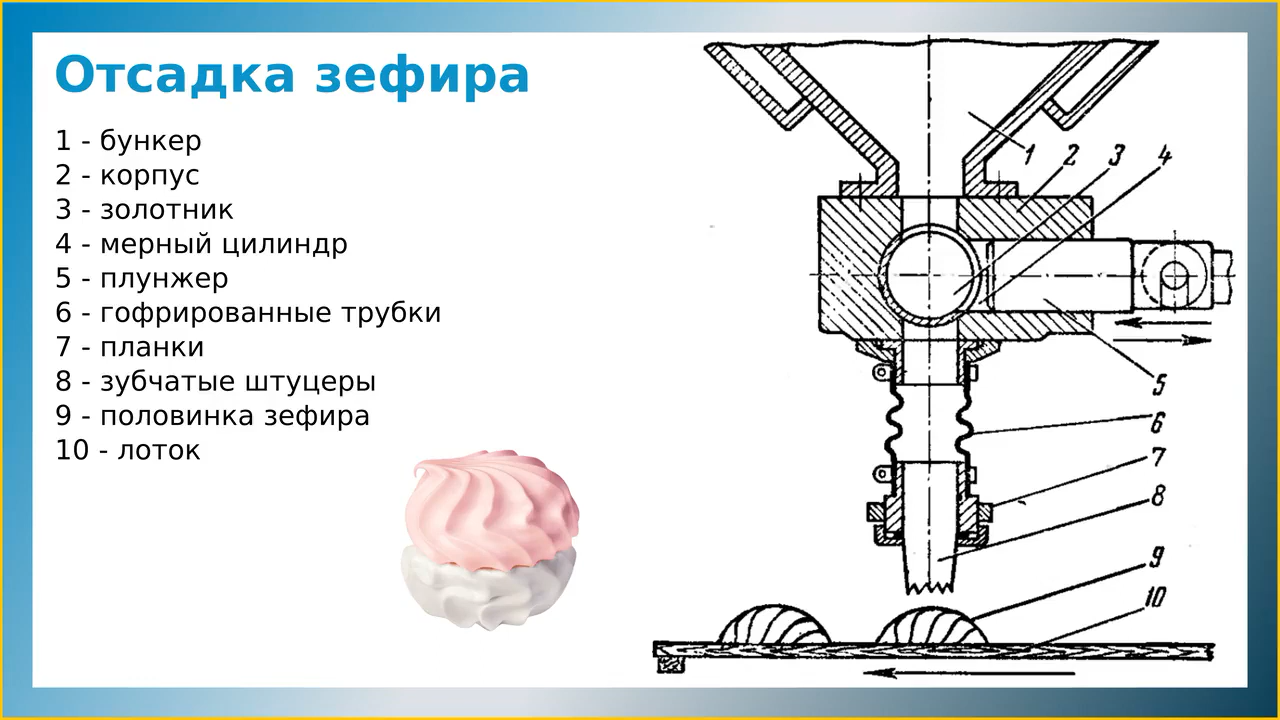 Отсадка зефира
1 - бункер
2 - корпус
3 - золотник
4 - мерный цилиндр
5 - плунжер
6 - гофрированные трубки
7 - планки
8 - зубчатые штуцеры
9 - половинка зефира
10 - лоток
1 2 3 4
5
6
7
8
9
10